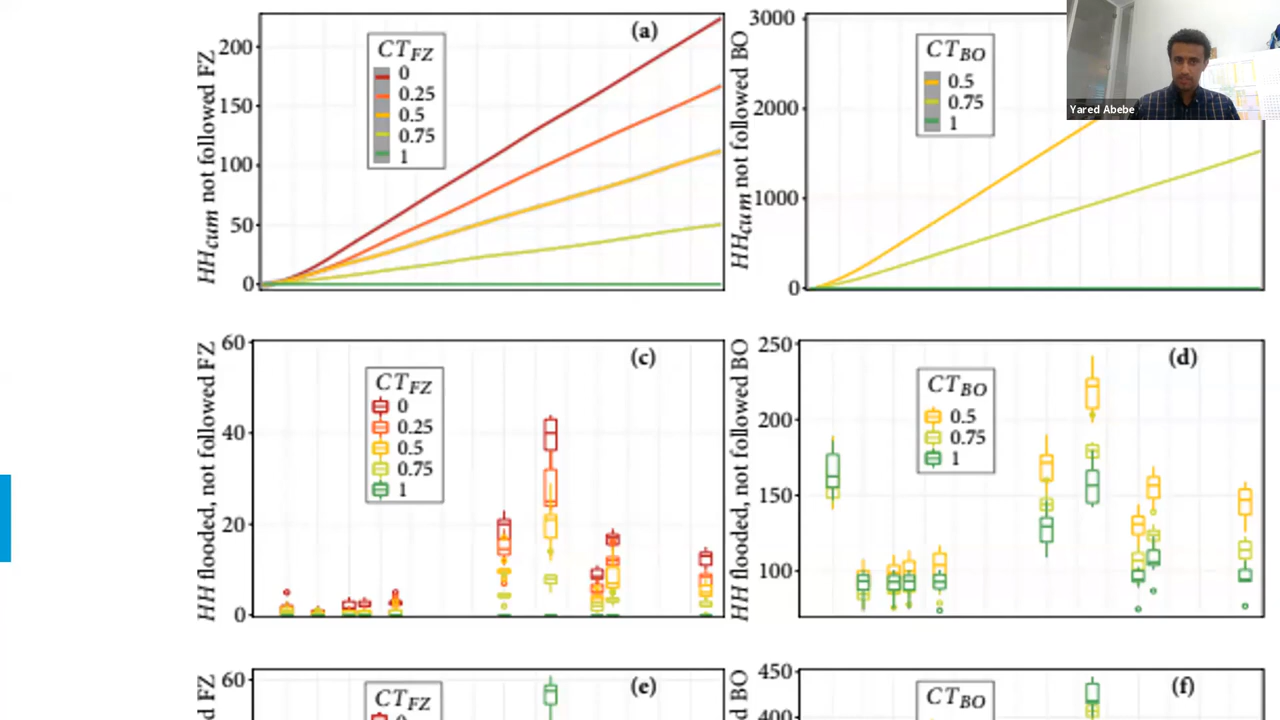 HHcum not followed FZ
200
150
100
50
0
(a)
CTFZ
0
0.25
0.5
0.75
1
HHcum not followed BO
3000
2000
1000
0
CTBO
0.5
0.75
1
Yared Abebe
HH flooded, not followed FZ
60
40
20
0
(c)
CTFZ
0
0.25
0.5
0.75
1
HH flooded, not followed BO
250
200
150
100
(d)
CTBO
0.5
0.75
1
d FZ
60
(e)
CTFZ
0
d BO
450
400
(f)
CTBO